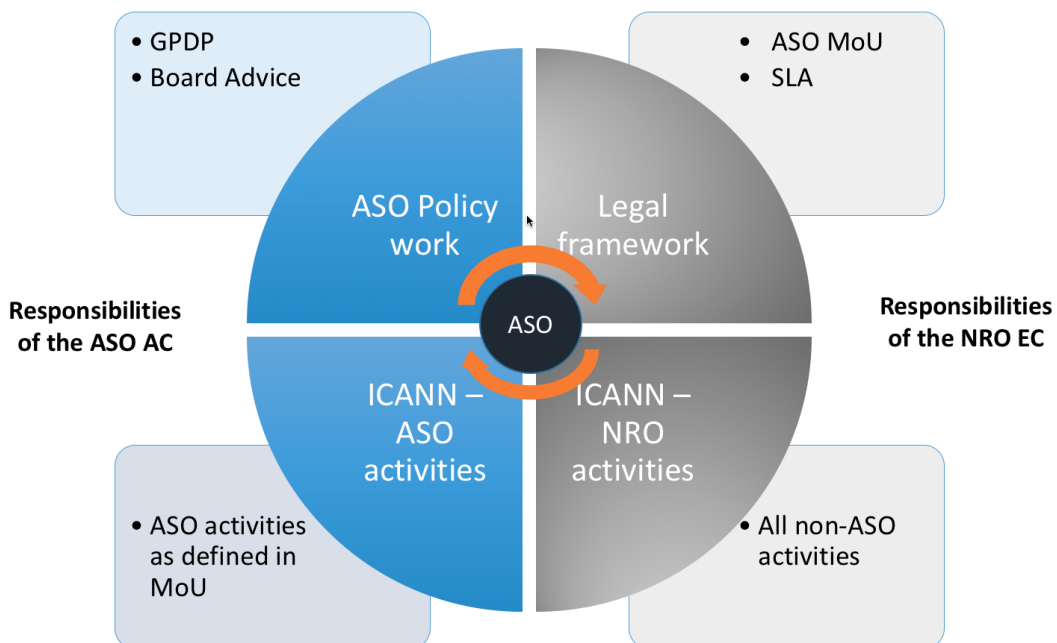 • GPDP
• Board Advice
• ASO MoU
• SLA
ASO Policy
work
Legal
framework
Responsibilities
of the ASO AC
ASO
Responsibilities
of the NRO EC
ICANN –
ASO
activities
ICANN –
NRO
activities
• ASO activities
as defined in
MoU
• All non-ASO
activities